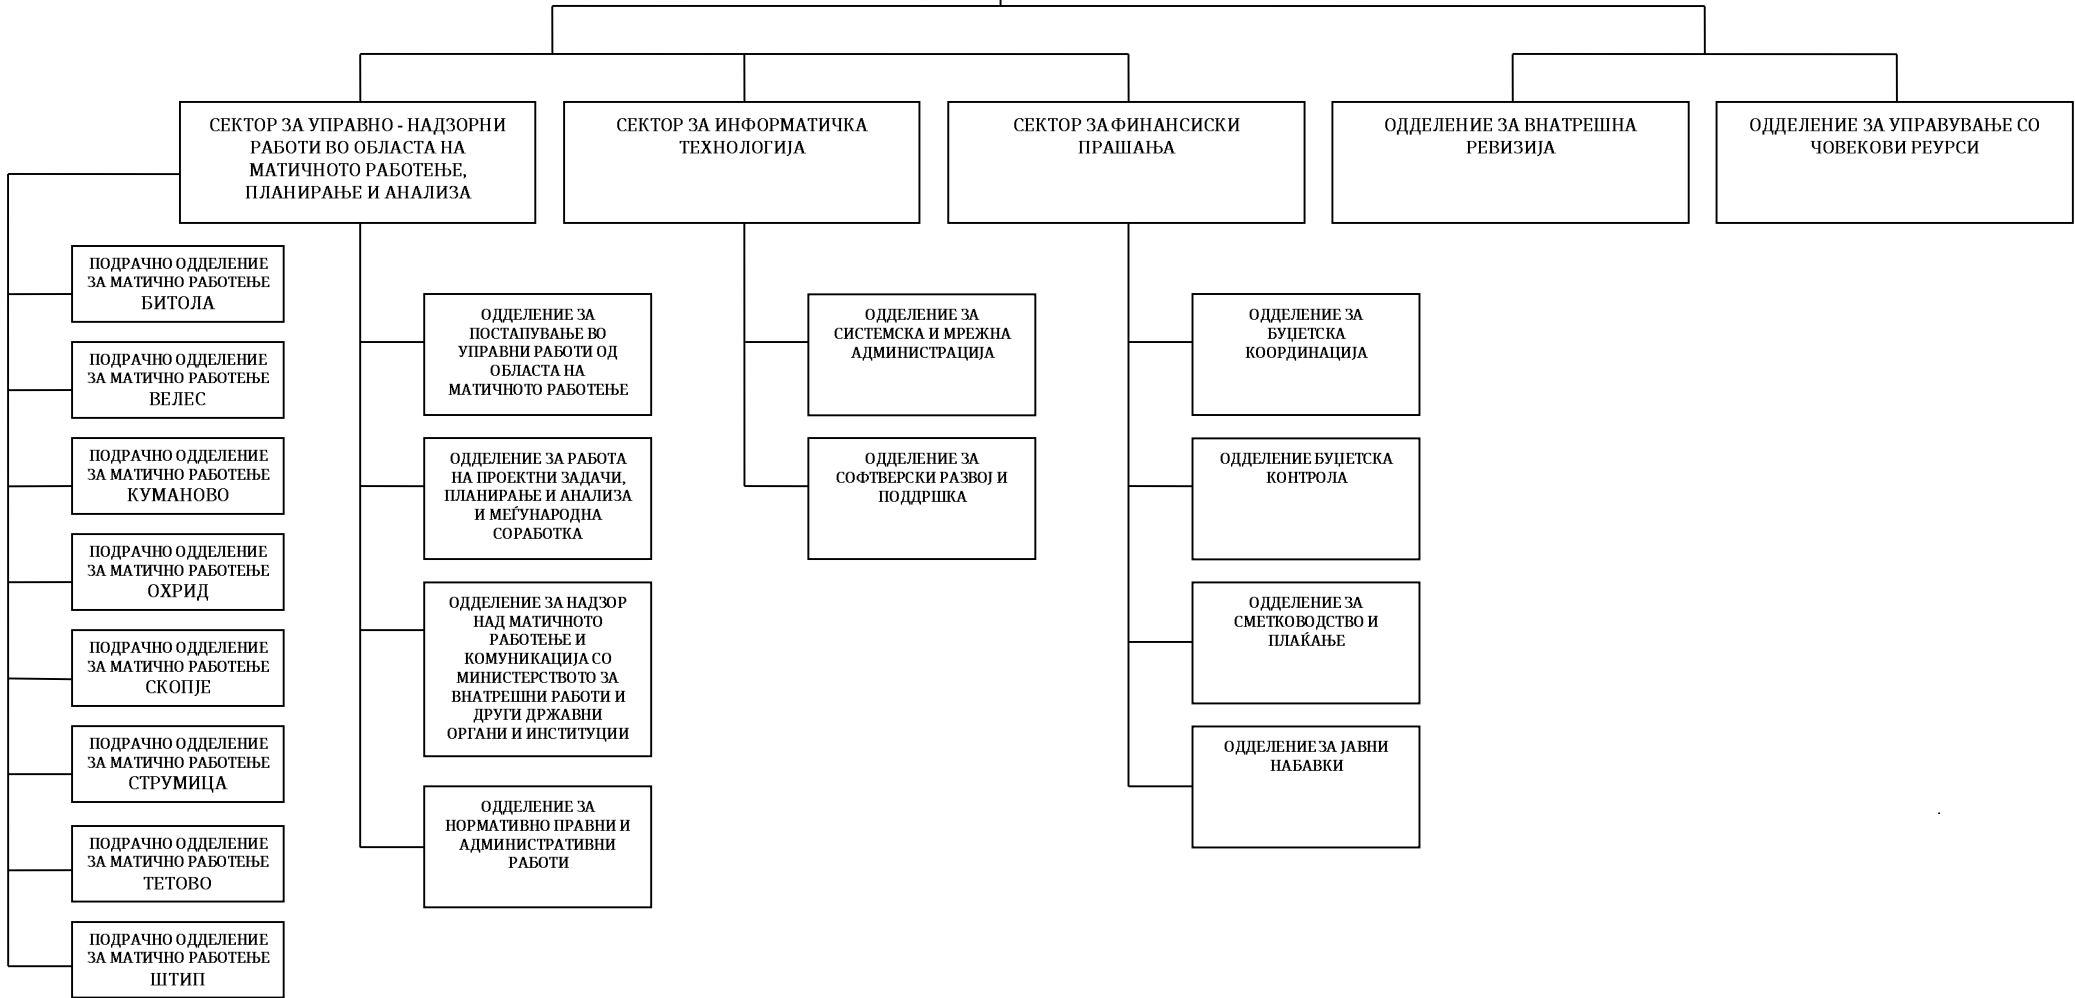 СЕКТОР ЗА УПРАВНО - НАДЗОРНИ
РАБОТИ ВО ОБЛАСТА НА
МАТИЧНОТО РАБОТЕЊЕ,
ПЛАНИРАЊЕ И АНАЛИЗА
СЕКТОР ЗА ИНФОРМАТИЧКА
ТЕХНОЛОГИЈА
СЕКТОР ЗА ФИНАНСИСКИ
ПРАШАЊА
ОДДЕЛЕНИЕ ЗА ВНАТРЕШНА
РЕВИЗИЈА
ОДДЕЛЕНИЕ ЗА УПРАВУВАЊЕ СО
ЧОВЕКОВИ РЕУРСИ
ПОДРАЧНО ОДДЕЛЕНИЕ
ЗА МАТИЧНО РАБОТЕЊЕ
БИТОЛА
ПОДРАЧНО ОДДЕЛЕНИЕ
ЗА МАТИЧНО РАБОТЕЊЕ
ВЕЛЕС
ПОДРАЧНО ОДДЕЛЕНИЕ
ЗА МАТИЧНО РАБОТЕЊЕ
КУМАНОВО
ПОДРАЧНО ОДДЕЛЕНИЕ
ЗА МАТИЧНО РАБОТЕЊЕ
ОХРИД
ПОДРАЧНО ОДДЕЛЕНИЕ
ЗА МАТИЧНО РАБОТЕЊЕ
СКОПЈЕ
ПОДРАЧНО ОДДЕЛЕНИЕ
ЗА МАТИЧНО РАБОТЕЊЕ
СТРУМИЦА
ПОДРАЧНО ОДДЕЛЕНИЕ
ЗА МАТИЧНО РАБОТЕЊЕ
ТЕТОВО
ПОДРАЧНО ОДДЕЛЕНИЕ
ЗА МАТИЧНО РАБОТЕЊЕ
ШТИП
ОДДЕЛЕНИЕ ЗА
ПОСТАПУВАЊЕ ВО
УПРАВНИ РАБОТИ ОД
ОБЛАСТА НА
МАТИЧНОТО РАБОТЕЊЕ
ОДДЕЛЕНИЕ ЗА РАБОТА
НА ПРОЕКТНИ ЗАДАЧИ,
ПЛАНИРАЊЕ И АНАЛИЗА
И МЕЃУНАРОДНА
СОРАБОТКА
ОДДЕЛЕНИЕ ЗА НАДЗОР
НАД МАТИЧНОТО
РАБОТЕЊЕ И
КОМУНИКАЦИЈА СО
МИНИСТЕРСТВОТО ЗА
ВНАТРЕШНИ РАБОТИ И
ДРУГИ ДРЖАВНИ
ОРГАНИ И ИНСТИТУЦИИ
ОДДЕЛЕНИЕ ЗА
НОРМАТИВНО ПРАВНИ И
АДМИНИСТРАТИВНИ
РАБОТИ
ОДДЕЛЕНИЕ ЗА
СИСТЕМСКА И МРЕЖНА
АДМИНИСТРАЦИЈА
ОДДЕЛЕНИЕ ЗА
СОФТВЕРСКИ РАЗВОЈ И
ПОДДРШКА
ОДДЕЛЕНИЕ ЗА
БУЏЕТСКА
КООРДИНАЦИЈА
ОДДЕЛЕНИЕ БУЏЕТСКА
КОНТРОЛА
ОДДЕЛЕНИЕ ЗА
СМЕТКОВОДСТВО И
ПЛАЌАЊЕ
ОДДЕЛЕНИЕ ЗА ЈАВНИ
НАБАВКИ